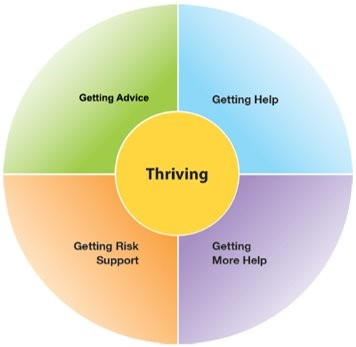 Getting Advice
Getting Help
Thriving
Getting Risk
Support
Getting
More Help